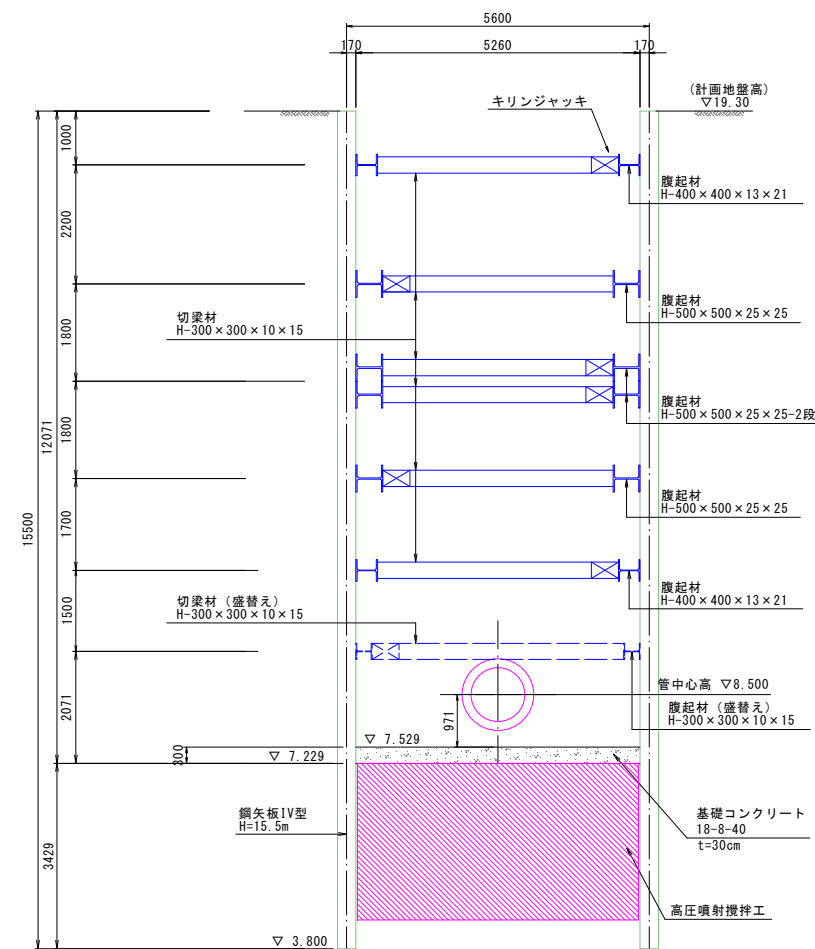 5600
170
5260
170
(計画地盤高)
▽19.30
キリンジャッキ
1000
腹起材
H-400×400×13×21
2200
腹起材
H-500×500×25×25
切梁材
H-300×300×10×15
1800
腹起材
H-500×500×25×25-2段
12071
1800
腹起材
H-500×500×25×25
15500
1700
腹起材
H-400×400×13×21
切梁材 (盛替え)
H-300×300×10×15
1500
管中心高 ▽8.500
腹起材 (盛替え)
H-300×300×10×15
2071
971
▽ 7.529
300
▽ 7.229
鋼矢板IV型
H=15.5m
基礎コンクリート
18-8-40
t=30cm
3429
高圧噴射攪拌工
▽ 3.800